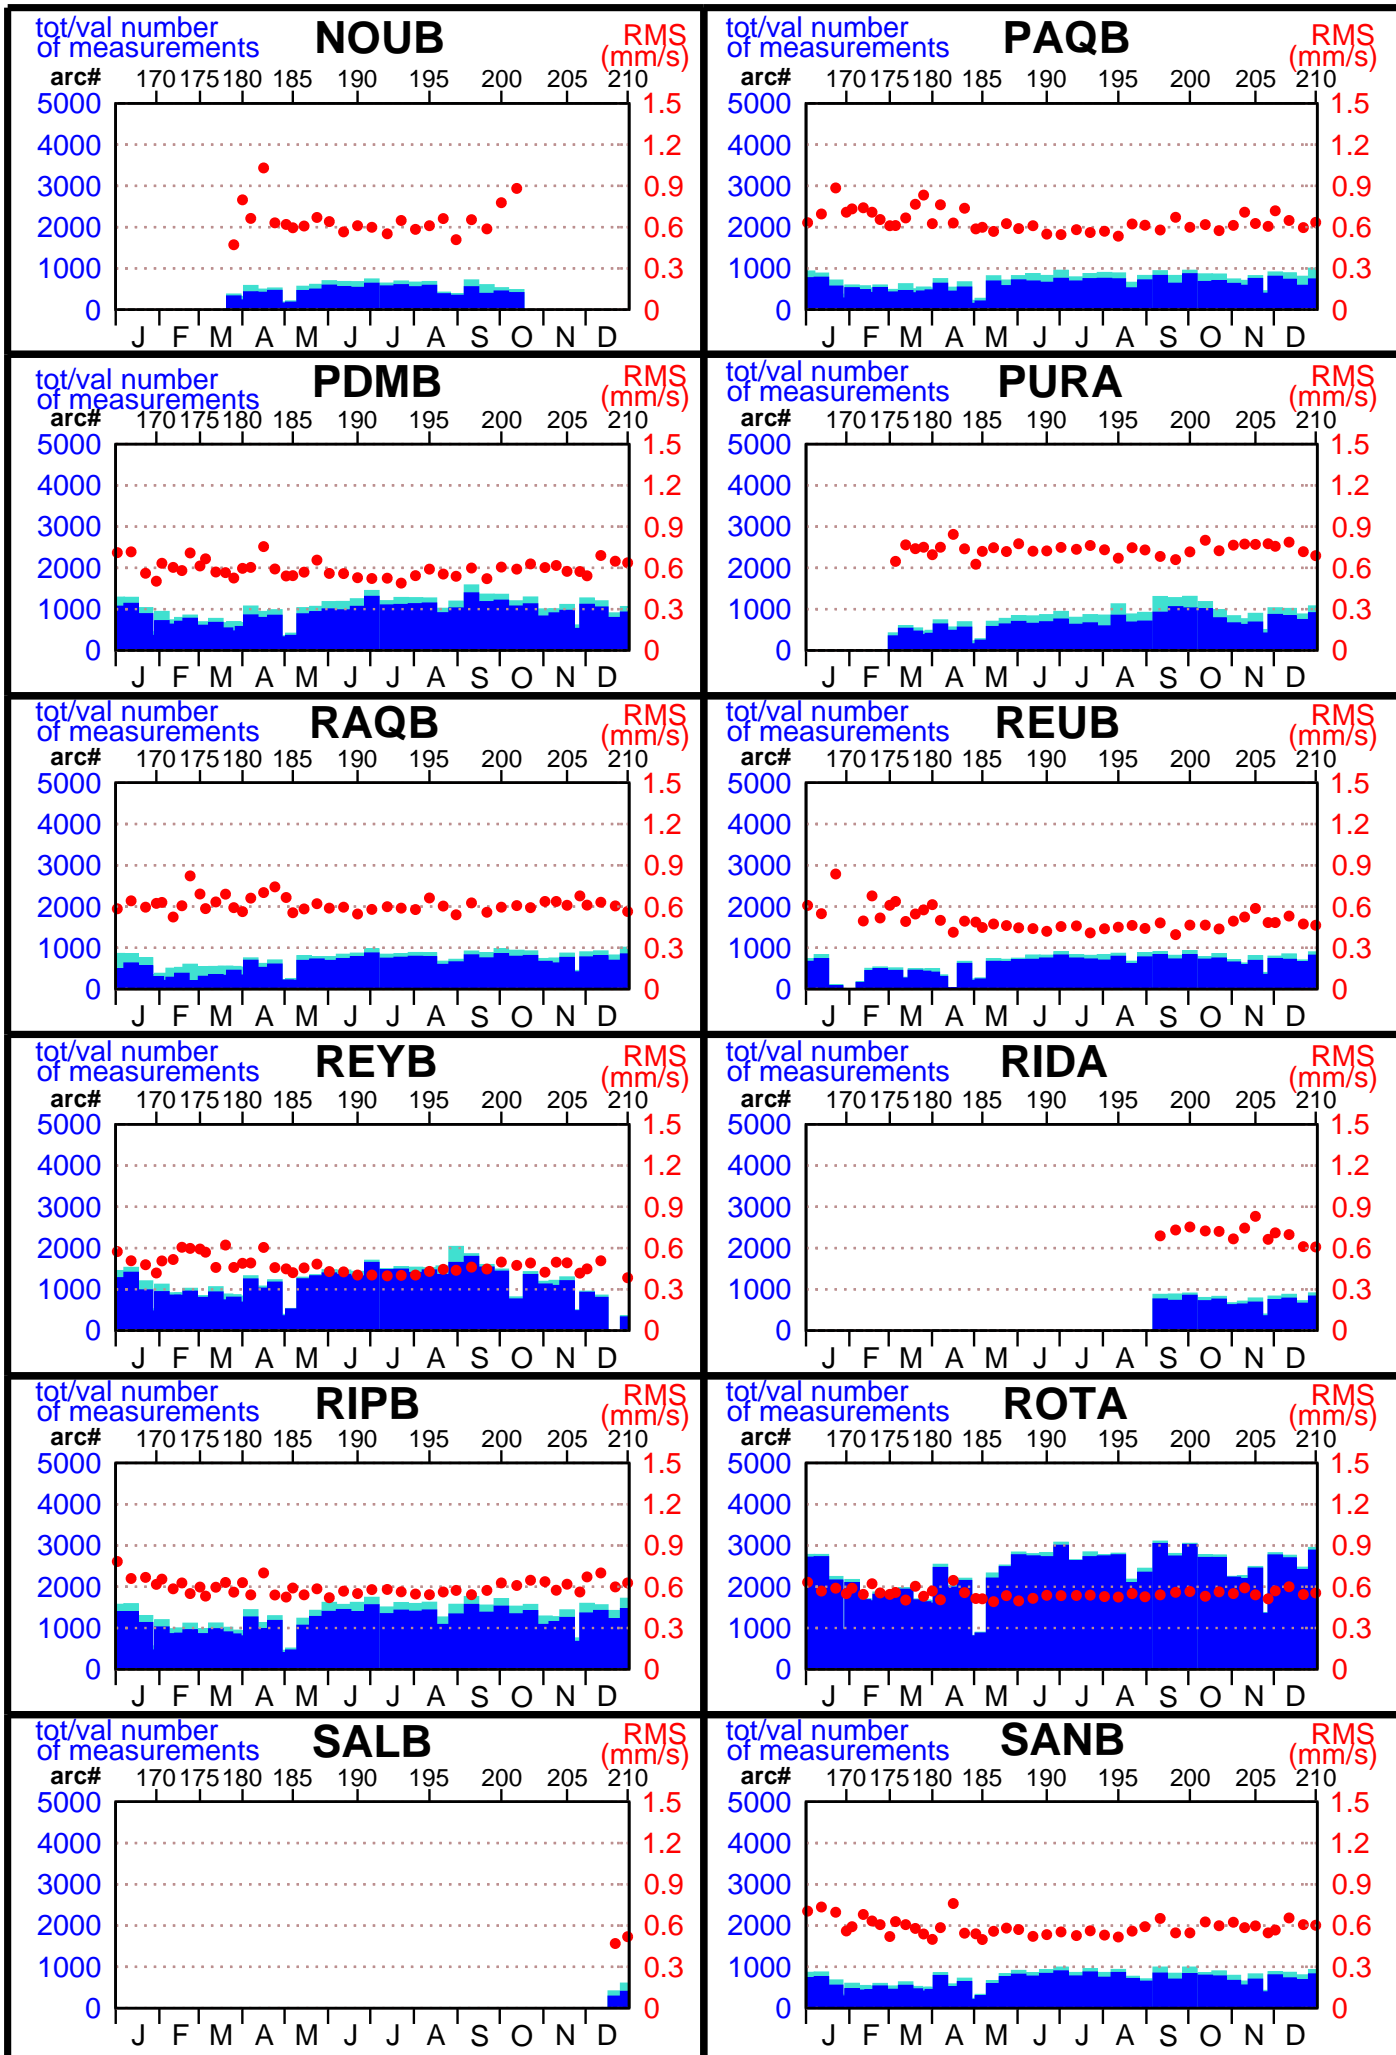 tot/val number
of measurements
NOUB
RMS
(mm/s)
arc# 170 175 180 185 190 195 200 205 210
5000 1.5
4000 1.2
3000 0.9
2000 0.6
1000 0.3
0 0
J F M A M J J A S O N D
tot/val number
of measurements
PAQB
RMS
(mm/s)
arc# 170 175 180 185 190 195 200 205 210
5000 1.5
4000 1.2
3000 0.9
2000 0.6
1000 0.3
0 0
J F M A M J J A S O N D
tot/val number
of measurements
PDMB
RMS
(mm/s)
arc# 170 175 180 185 190 195 200 205 210
5000 1.5
4000 1.2
3000 0.9
2000 0.6
1000 0.3
0 0
J F M A M J J A S O N D
tot/val number
of measurements
PURA
RMS
(mm/s)
arc# 170 175 180 185 190 195 200 205 210
5000 1.5
4000 1.2
3000 0.9
2000 0.6
1000 0.3
0 0
J F M A M J J A S O N D
tot/val number
of measurements
RAQB
RMS
(mm/s)
arc# 170 175 180 185 190 195 200 205 210
5000 1.5
4000 1.2
3000 0.9
2000 0.6
1000 0.3
0 0
J F M A M J J A S O N D
tot/val number
of measurements
REUB
RMS
(mm/s)
arc# 170 175 180 185 190 195 200 205 210
5000 1.5
4000 1.2
3000 0.9
2000 0.6
1000 0.3
0 0
J F M A M J J A S O N D
tot/val number
of measurements
REYB
RMS
(mm/s)
arc# 170 175 180 185 190 195 200 205 210
5000 1.5
4000 1.2
3000 0.9
2000 0.6
1000 0.3
0 0
J F M A M J J A S O N D
tot/val number
of measurements
RIDA
RMS
(mm/s)
arc# 170 175 180 185 190 195 200 205 210
5000 1.5
4000 1.2
3000 0.9
2000 0.6
1000 0.3
0 0
J F M A M J J A S O N D
tot/val number
of measurements
RIPB
RMS
(mm/s)
arc# 170 175 180 185 190 195 200 205 210
5000 1.5
4000 1.2
3000 0.9
2000 0.6
1000 0.3
0 0
J F M A M J J A S O N D
tot/val number
of measurements
ROTA
RMS
(mm/s)
arc# 170 175 180 185 190 195 200 205 210
5000 1.5
4000 1.2
3000 0.9
2000 0.6
1000 0.3
0 0
J F M A M J J A S O N D
tot/val number
of measurements
SALB
RMS
(mm/s)
arc# 170 175 180 185 190 195 200 205 210
5000 1.5
4000 1.2
3000 0.9
2000 0.6
1000 0.3
0 0
J F M A M J J A S O N D
tot/val number
of measurements
SANB
RMS
(mm/s)
arc# 170 175 180 185 190 195 200 205 210
5000 1.5
4000 1.2
3000 0.9
2000 0.6
1000 0.3
0 0
J F M A M J J A S O N D